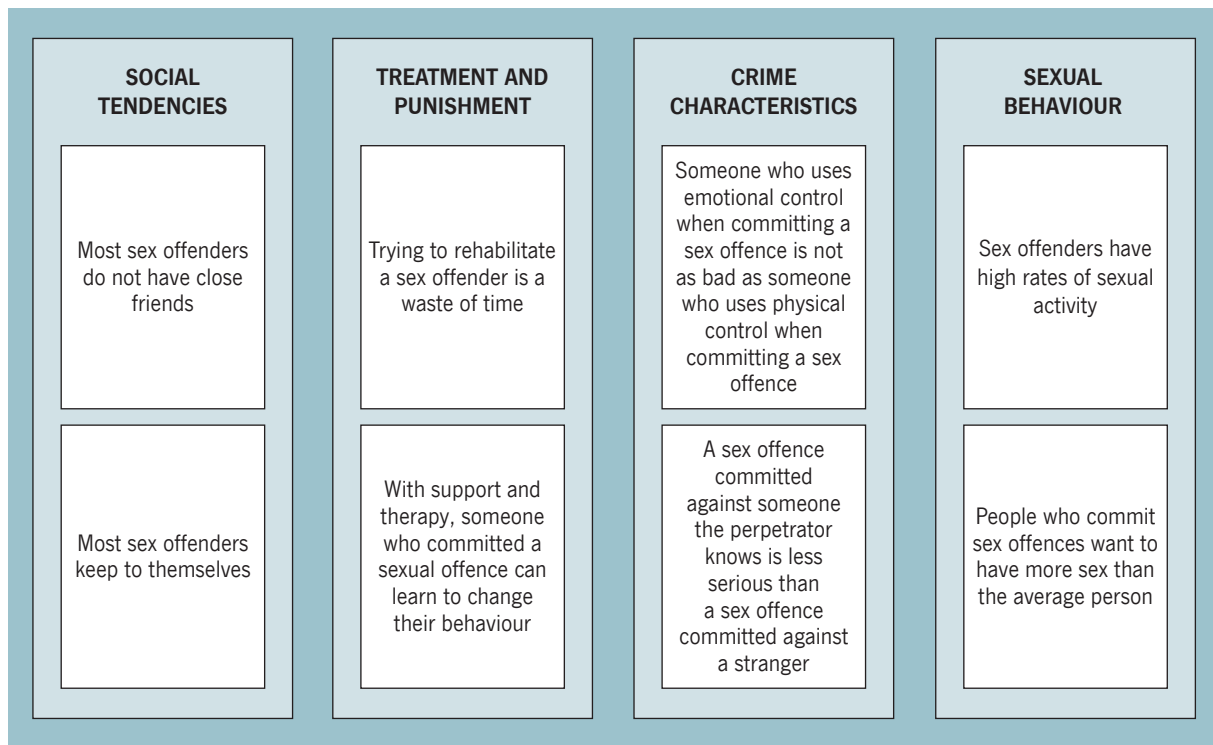 SOCIAL
TENDENCIES
Most sex offenders
do not have close
friends
Most sex offenders
keep to themselves
TREATMENT AND
PUNISHMENT
Trying to rehabilitate
a sex offender is a
waste of time
With support and
therapy, someone
who committed a
sexual offence can
learn to change
their behaviour
CRIME
CHARACTERISTICS
Someone who uses
emotional control
when committing a
sex offence is not
as bad as someone
who uses physical
control when
committing a sex
offence
A sex offence
committed
against someone
the perpetrator
knows is less
serious than
a sex offence
committed against
a stranger
SEXUAL
BEHAVIOUR
Sex offenders have
high rates of sexual
activity
People who commit
sex offences want to
have more sex than
the average person